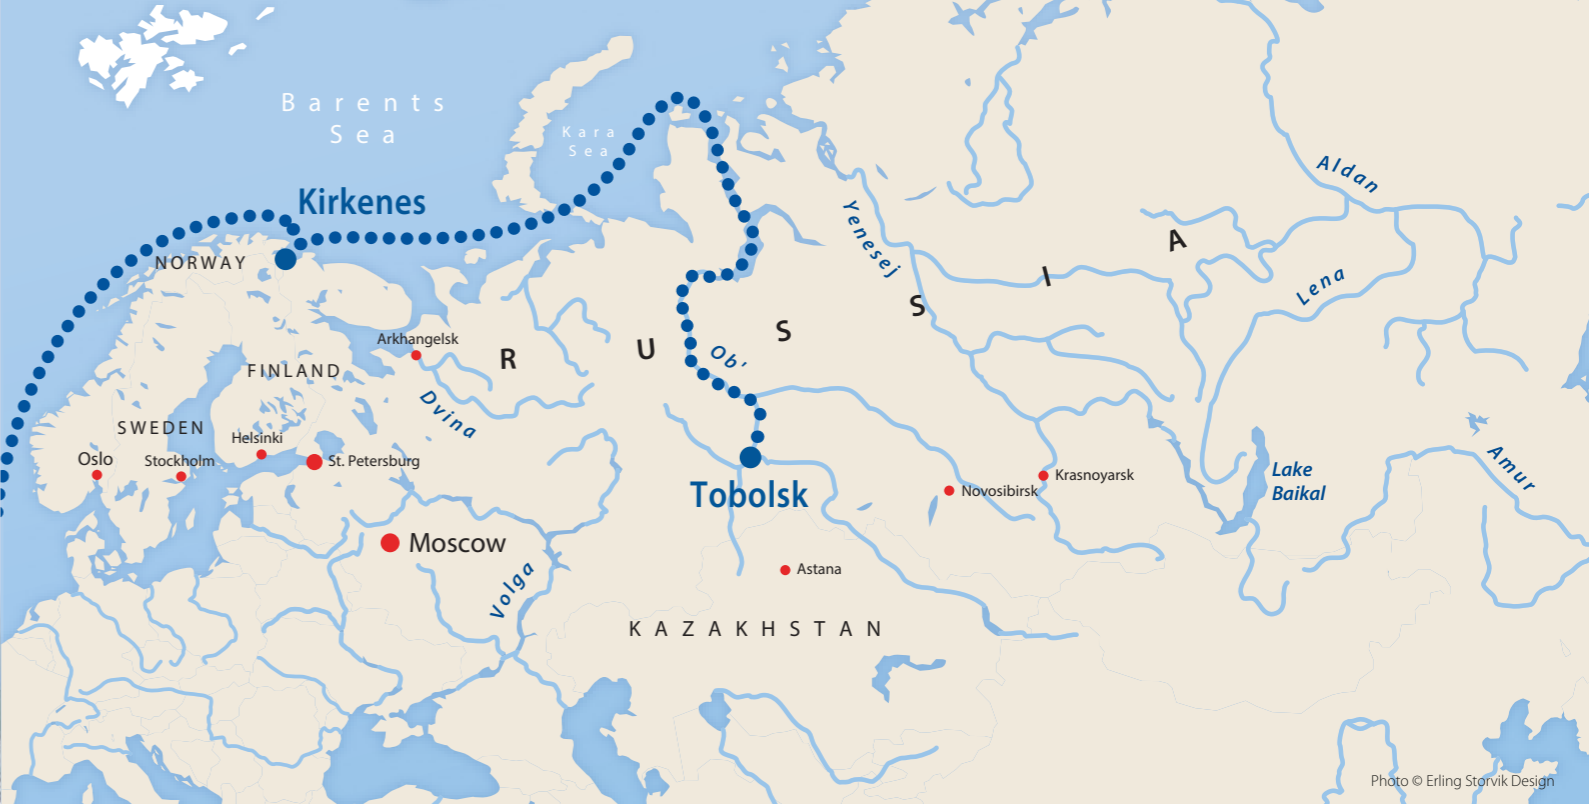 Barents
Sea
Kara
Sea
Kirkenes
NORWAY
Aldan
Yenesej
Lena
RUSSIA
Arkhangelsk
Ob'
FINLAND
Dvina
SWEDEN
Helsinki
Oslo
Stockholm
St. Petersburg
Tobolsk
Novosibirsk
Krasnoyarsk
Lake
Baikal
Amur
Moscow
Volga
Astana
KAZAKHSTAN
Photo © Erling Storvik Design